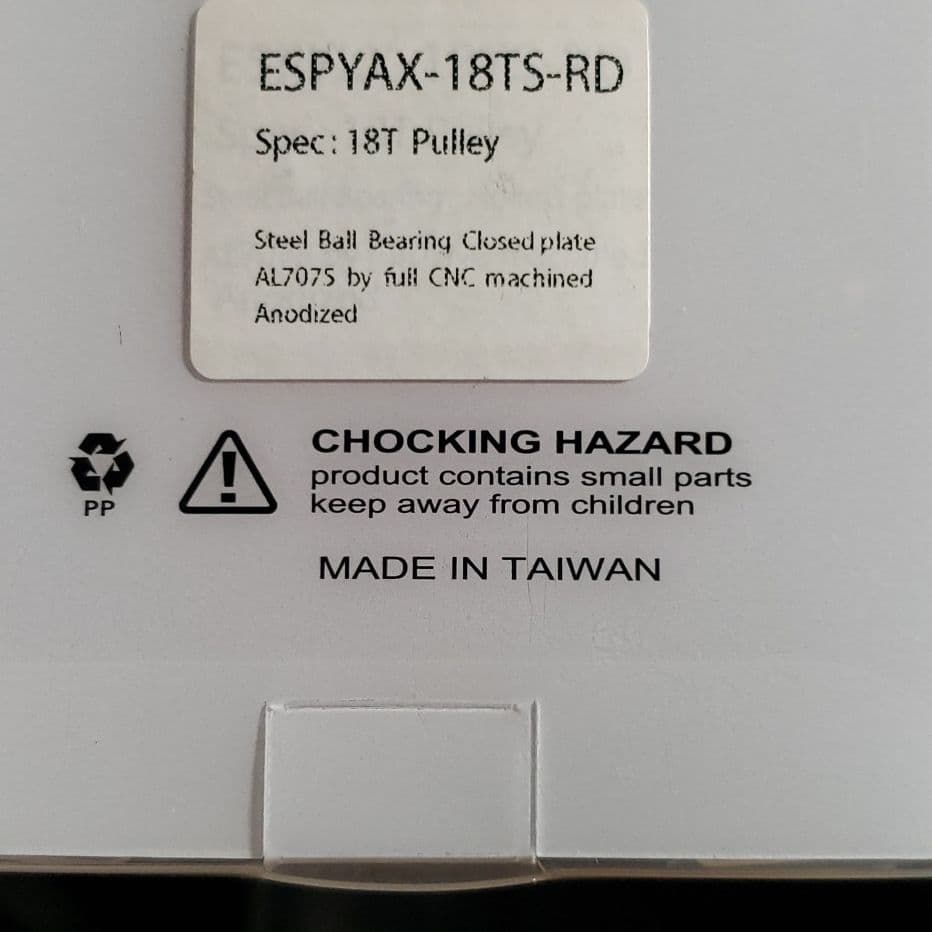 ESPYAX-18TS-RD
Spec: 18T Pulley
Steel Ball Bearing Closed plate
AL7075 by full CNC machined
Anodized
CHOCKING HAZARD
product contains small parts
keep away from children
PP
MADE IN TAIWAN